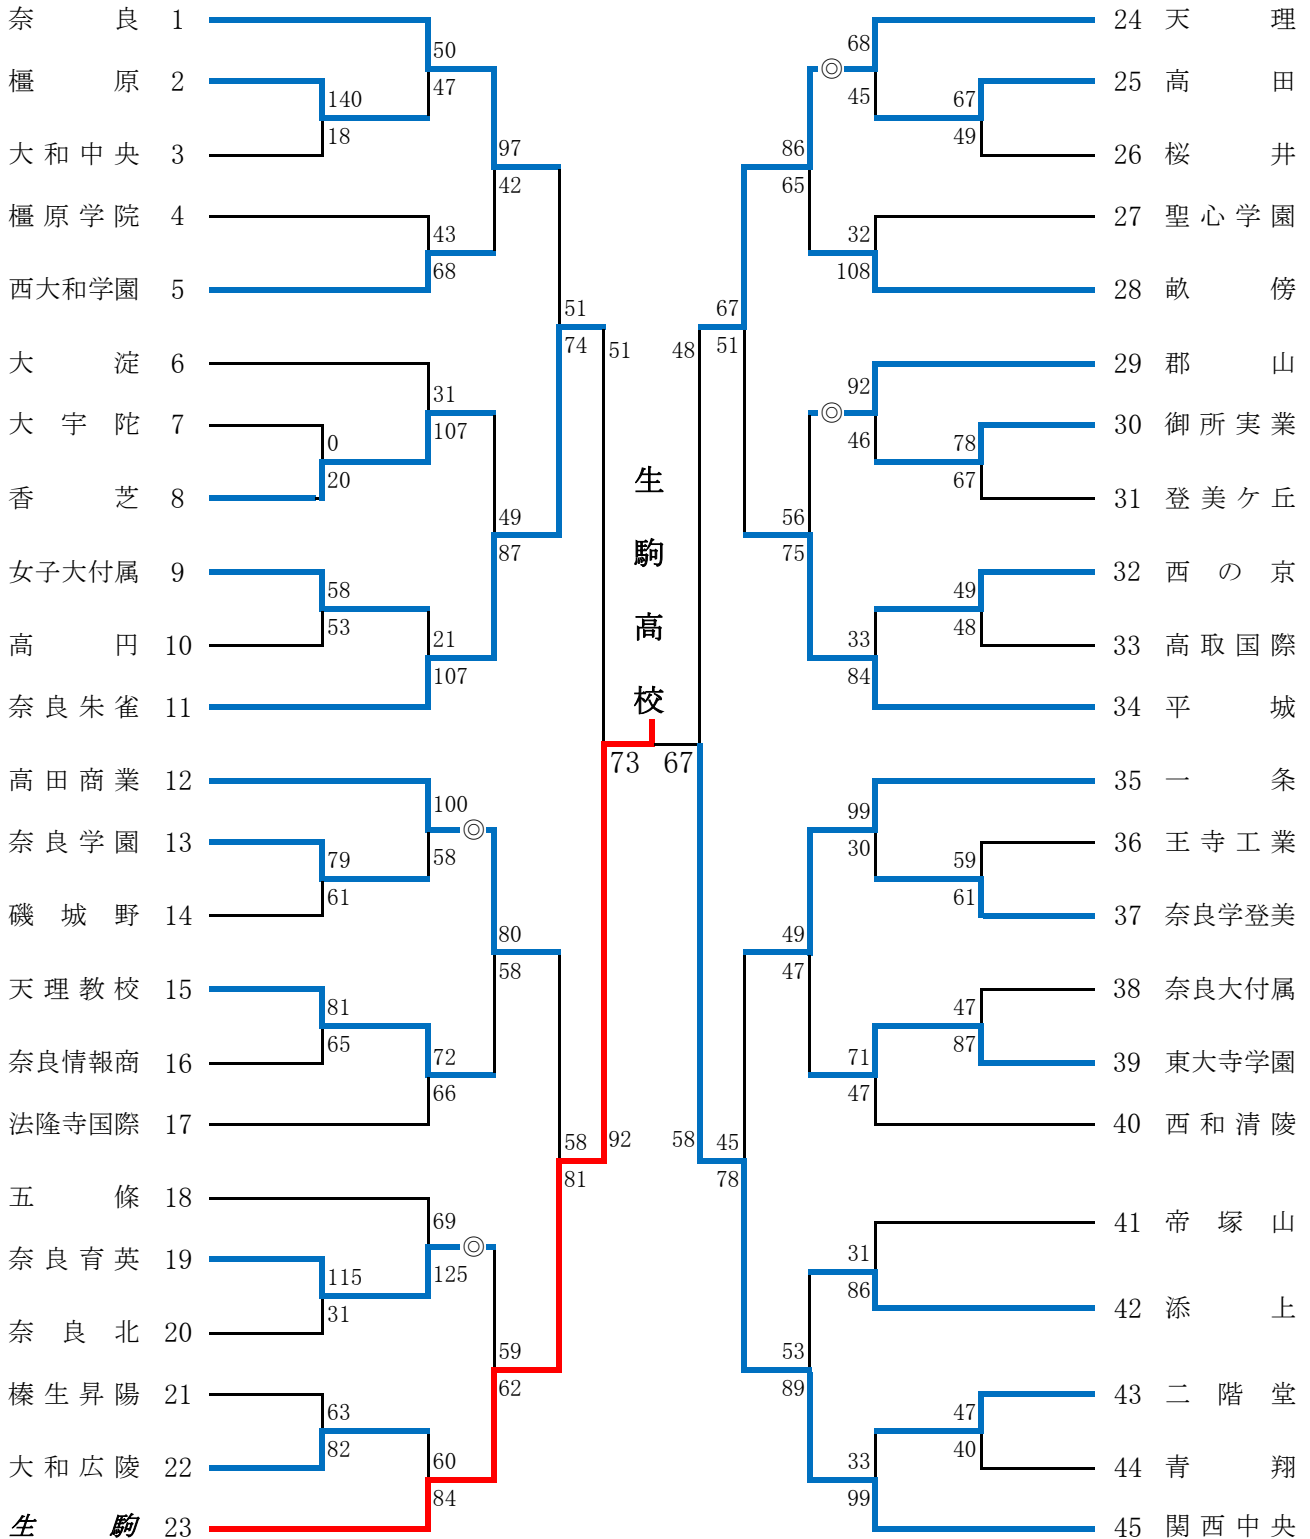 奈良 1
50
橿原 2
47
140
18
大和中央 3
97
42
橿原学院 4
43
68
西大和学園 5
51
74
51
大淀 6
31
大宇陀 7
107
0
20
香芝 8
49
87
女子大付属 9
58
53
高円 10
21
107
奈良朱雀 11
高田商業 12
100
◎
奈良学園 13
58
79
61
磯城野 14
80
58
天理教校 15
81
65
奈良情報商 16
72
66
法隆寺国際 17
58
92
81
五條 18
69
◎
奈良育英 19
125
115
31
奈良北 20
59
62
榛生昇陽 21
63
82
大和広陵 22
60
84
生駒 23
生駒高校
73 67
24 天理
68
◎
25 高田
45
67
49
26 桜井
86
65
27 聖心学園
32
108
28 畝傍
67
48
51
29 郡山
92
◎
30 御所実業
46
78
67
31 登美ケ丘
56
75
32 西の京
49
48
33 高取国際
33
84
34 平城
35 一条
99
30
36 王寺工業
59
61
37 奈良学登美
49
47
38 奈良大付属
47
87
39 東大寺学園
71
47
40 西和清陵
58
45
78
41 帝塚山
31
86
42 添上
53
89
43 二階堂
47
40
44 青翔
33
99
45 関西中央